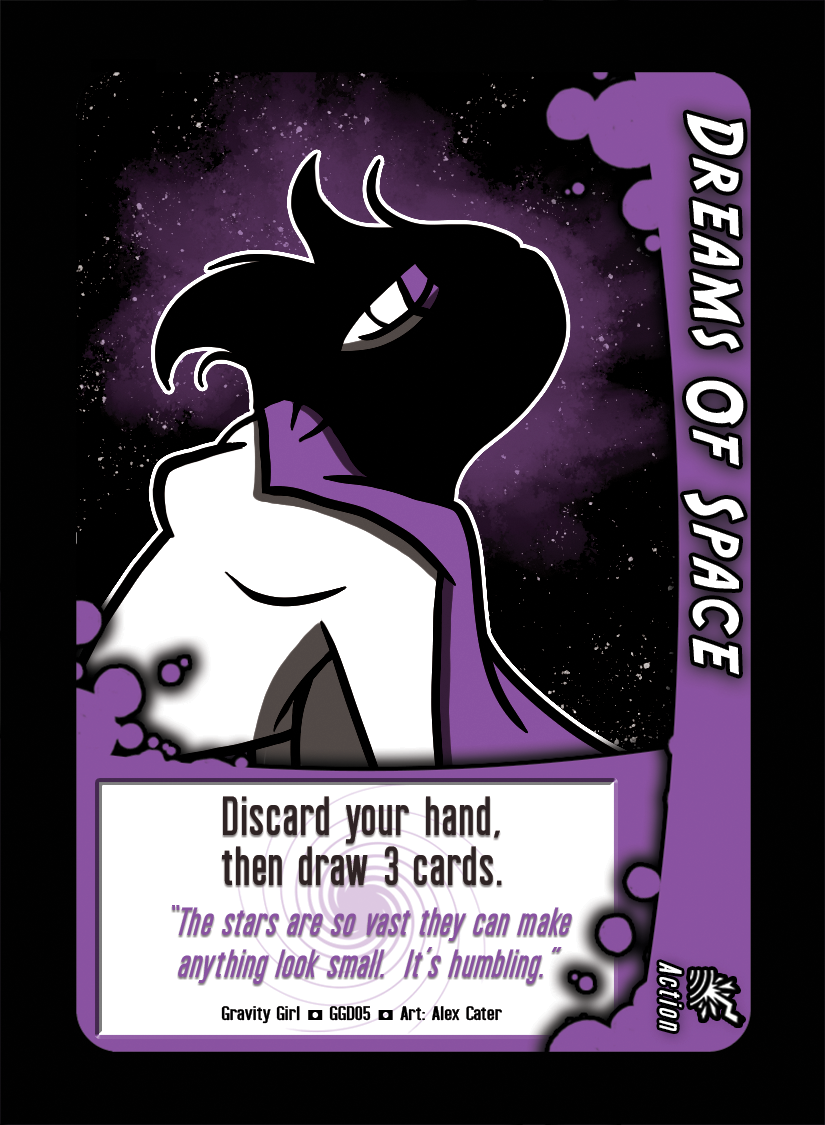 Dreams Of Space
Discard your hand,
then draw 3 cards.
"The stars are so vast they can make
anything look small. It's humbling."
Gravity Girl ◘ GGD05 ◘ Art: Alex Cater
Action